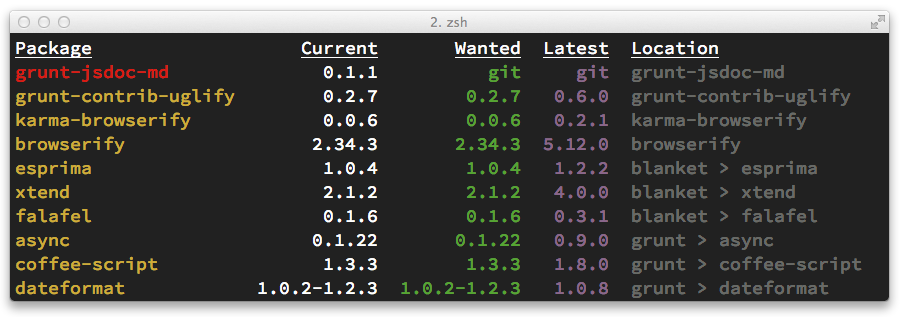 2. zsh
Package Current Wanted Latest Location
grunt-jsdoc-md 0.1.1 git git grunt-jsdoc-md
grunt-contrib-uglify 0.2.7 0.2.7 0.6.0 grunt-contrib-uglify
karma-browserify 0.0.6 0.0.6 0.2.1 karma-browserify
browserify 2.34.3 2.34.3 5.12.0 browserify
esprima 1.0.4 1.0.4 1.2.2 blanket > esprima
xtend 2.1.2 2.1.2 4.0.0 blanket > xtend
falafel 0.1.6 0.1.6 0.3.1 blanket > falafel
async 0.1.22 0.1.22 0.9.0 grunt > async
coffee-script 1.3.3 1.3.3 1.8.0 grunt > coffee-script
dateformat 1.0.2-1.2.3 1.0.2-1.2.3 1.0.8 grunt > dateformat